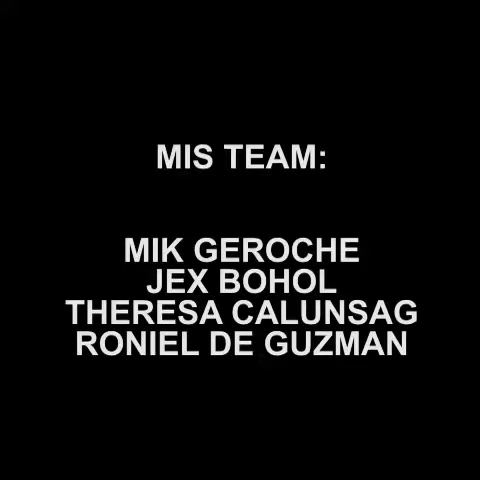 MIS TEAM:
MIK GEROCHE
JEX BOHOL
THERESA CALUNSAG
RONIEL DE GUZMAN